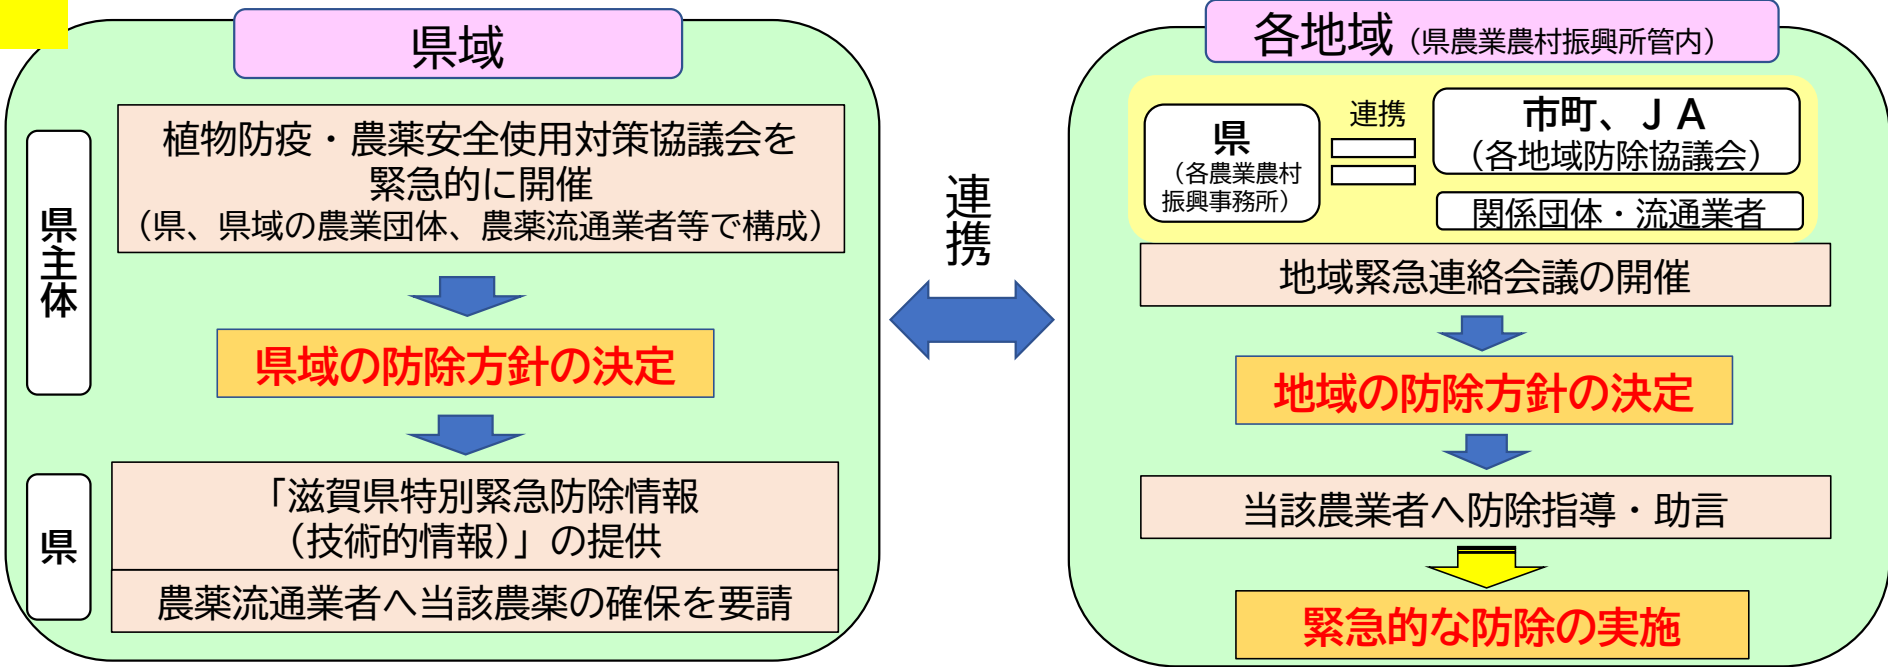 県域
県主体
植物防疫・農薬安全使用対策協議会を
緊急的に開催
（県、県域の農業団体、農薬流通業者等で構成）
県域の防除方針の決定
県
「滋賀県特別緊急防除情報
（技術的情報）」の提供
農薬流通業者へ当該農薬の確保を要請
連携
各地域（県農業農村振興所管内）
県
（各農業農村
振興事務所）
連携
市町、ＪＡ
（各地域防除協議会）
関係団体・流通業者
地域緊急連絡会議の開催
地域の防除方針の決定
当該農業者へ防除指導・助言
緊急的な防除の実施